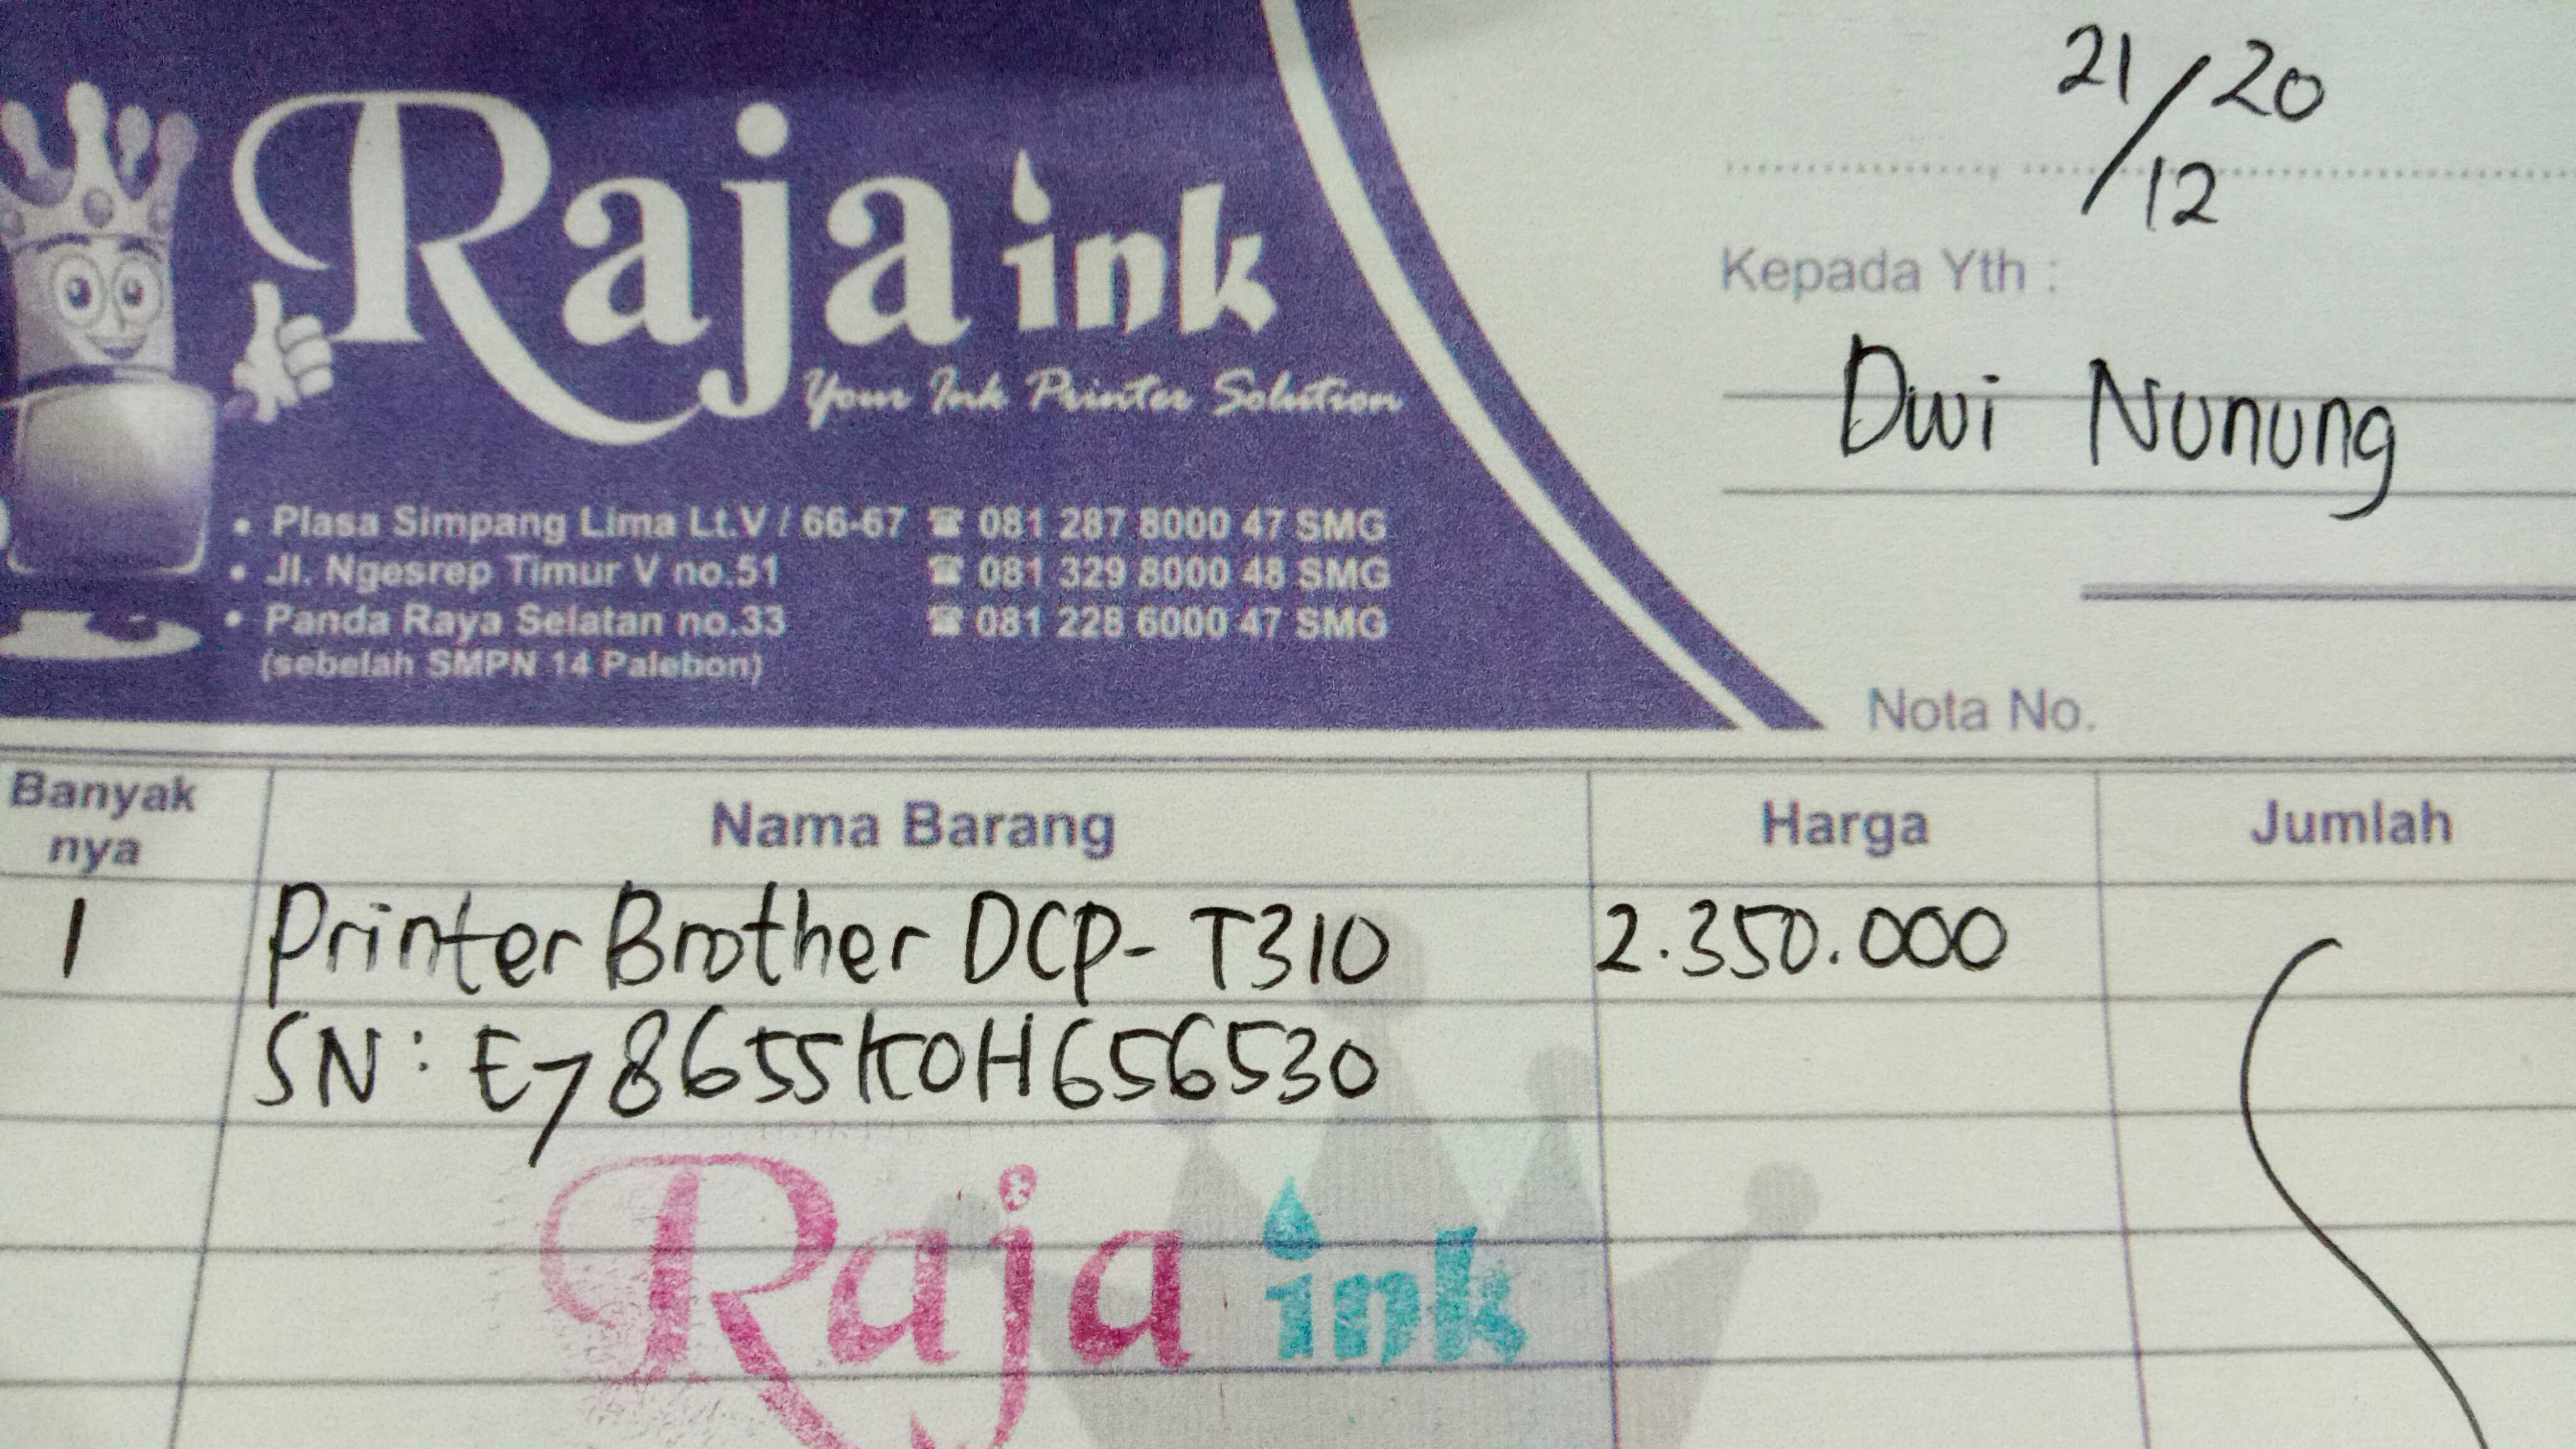 Raja ink
Your Ink Printer Solution
• Plasa Simpang Lima Lt.V / 66-67 ☎ 081 287 8000 47 SMG
• Jl. Ngesrep Timur V no.51 ☎ 081 329 8000 48 SMG
• Panda Raya Selatan no.33 ☎ 081 228 6000 47 SMG
(sebelah SMPN 14 Palebon)
21/12 20
Kepada Yth :
Dwi Nunung
Nota No.
Banyak nya Nama Barang Harga Jumlah
1 Printer Brother DCP-T310 2.350.000
SN: E78655K0H656530
Raja ink